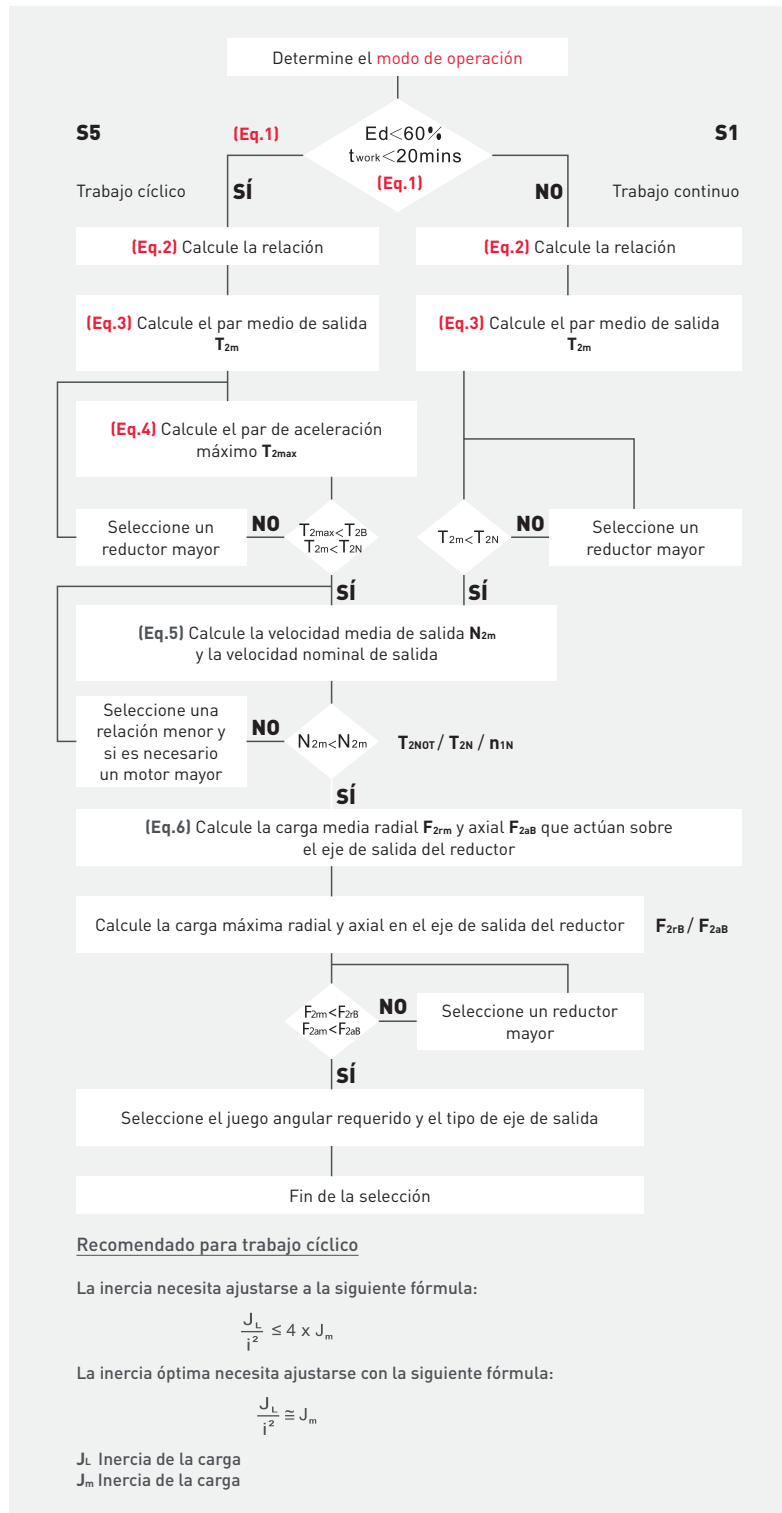 Determine el modo de operación
S5
(Eq.1)
Ed<60%
twork<20mins
(Eq.1)
S1
Trabajo cíclico
SÍ
NO
Trabajo continuo
(Eq.2) Calcule la relación
(Eq.2) Calcule la relación
(Eq.3) Calcule el par medio de salida
T2m
(Eq.3) Calcule el par medio de salida
T2m
(Eq.4) Calcule el par de aceleración
máximo T2max
Seleccione un
reductor mayor
NO
T2max<T2B
T2m<T2N
T2m<T2N
NO
Seleccione un
reductor mayor
SÍ
SÍ
(Eq.5) Calcule la velocidad media de salida N2m
y la velocidad nominal de salida
Seleccione una
relación menor y
si es necesario
un motor mayor
NO
N2m<N2m
T2NOT / T2N / n1N
SÍ
(Eq.6) Calcule la carga media radial F2rm y axial F2aB que actúan sobre
el eje de salida del reductor
Calcule la carga máxima radial y axial en el eje de salida del reductor
F2rB / F2aB
F2rm<F2rB
F2am<F2aB
NO
Seleccione un reductor
mayor
SÍ
Seleccione el juego angular requerido y el tipo de eje de salida
Fin de la selección
Recomendado para trabajo cíclico
La inercia necesita ajustarse a la siguiente fórmula:
JL / i² ≤ 4 x Jm
La inercia óptima necesita ajustarse con la siguiente fórmula:
JL / i² ≅ Jm
JL Inercia de la carga
Jm Inercia de la carga